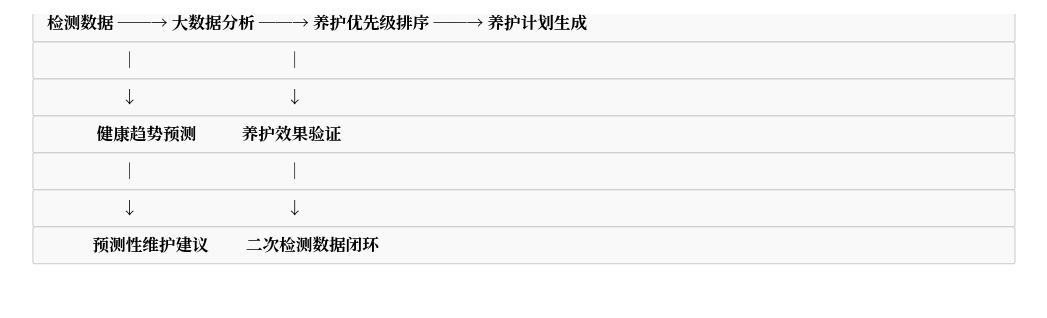 检测数据 ───→ 大数据分析 ───→ 养护优先级排序 ───→ 养护计划生成
│ │
↓ ↓
健康趋势预测 养护效果验证
│ │
↓ ↓
预测性维护建议 二次检测数据闭环